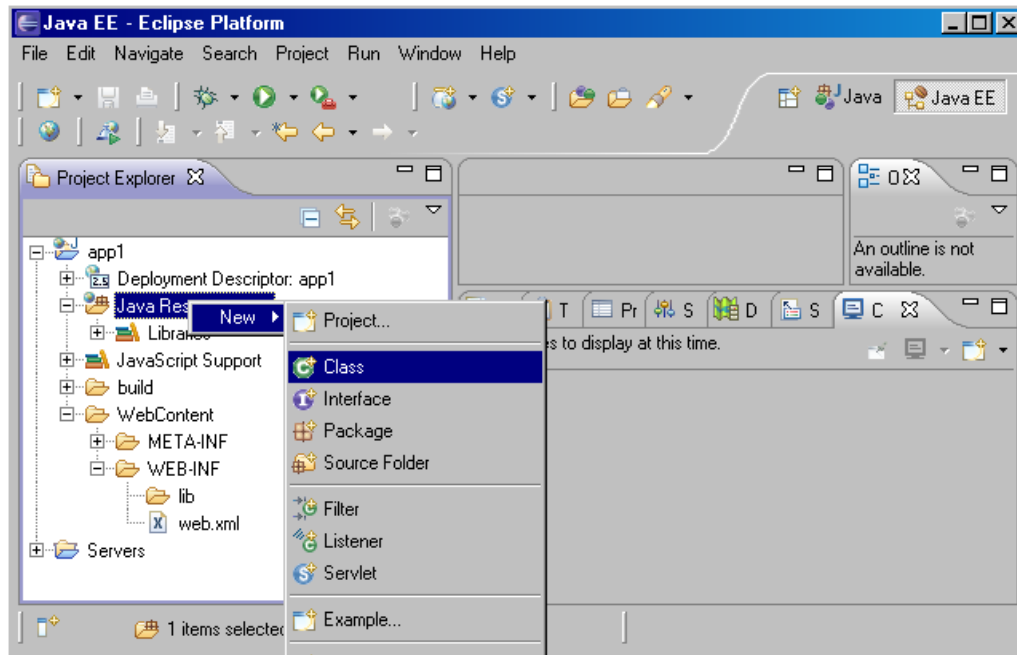 Java EE - Eclipse Platform
File Edit Navigate Search Project Run Window Help
Java Java EE
Project Explorer
O
app1
2.5 Deployment Descriptor: app1
Java Res
Libraries
JavaScript Support
build
WebContent
META-INF
WEB-INF
lib
web.xml
Servers
New
Project...
Class
Interface
Package
Source Folder
Filter
Listener
Servlet
Example...
An outline is not
available.
T Pr S D S C
s to display at this time.
1 items selected